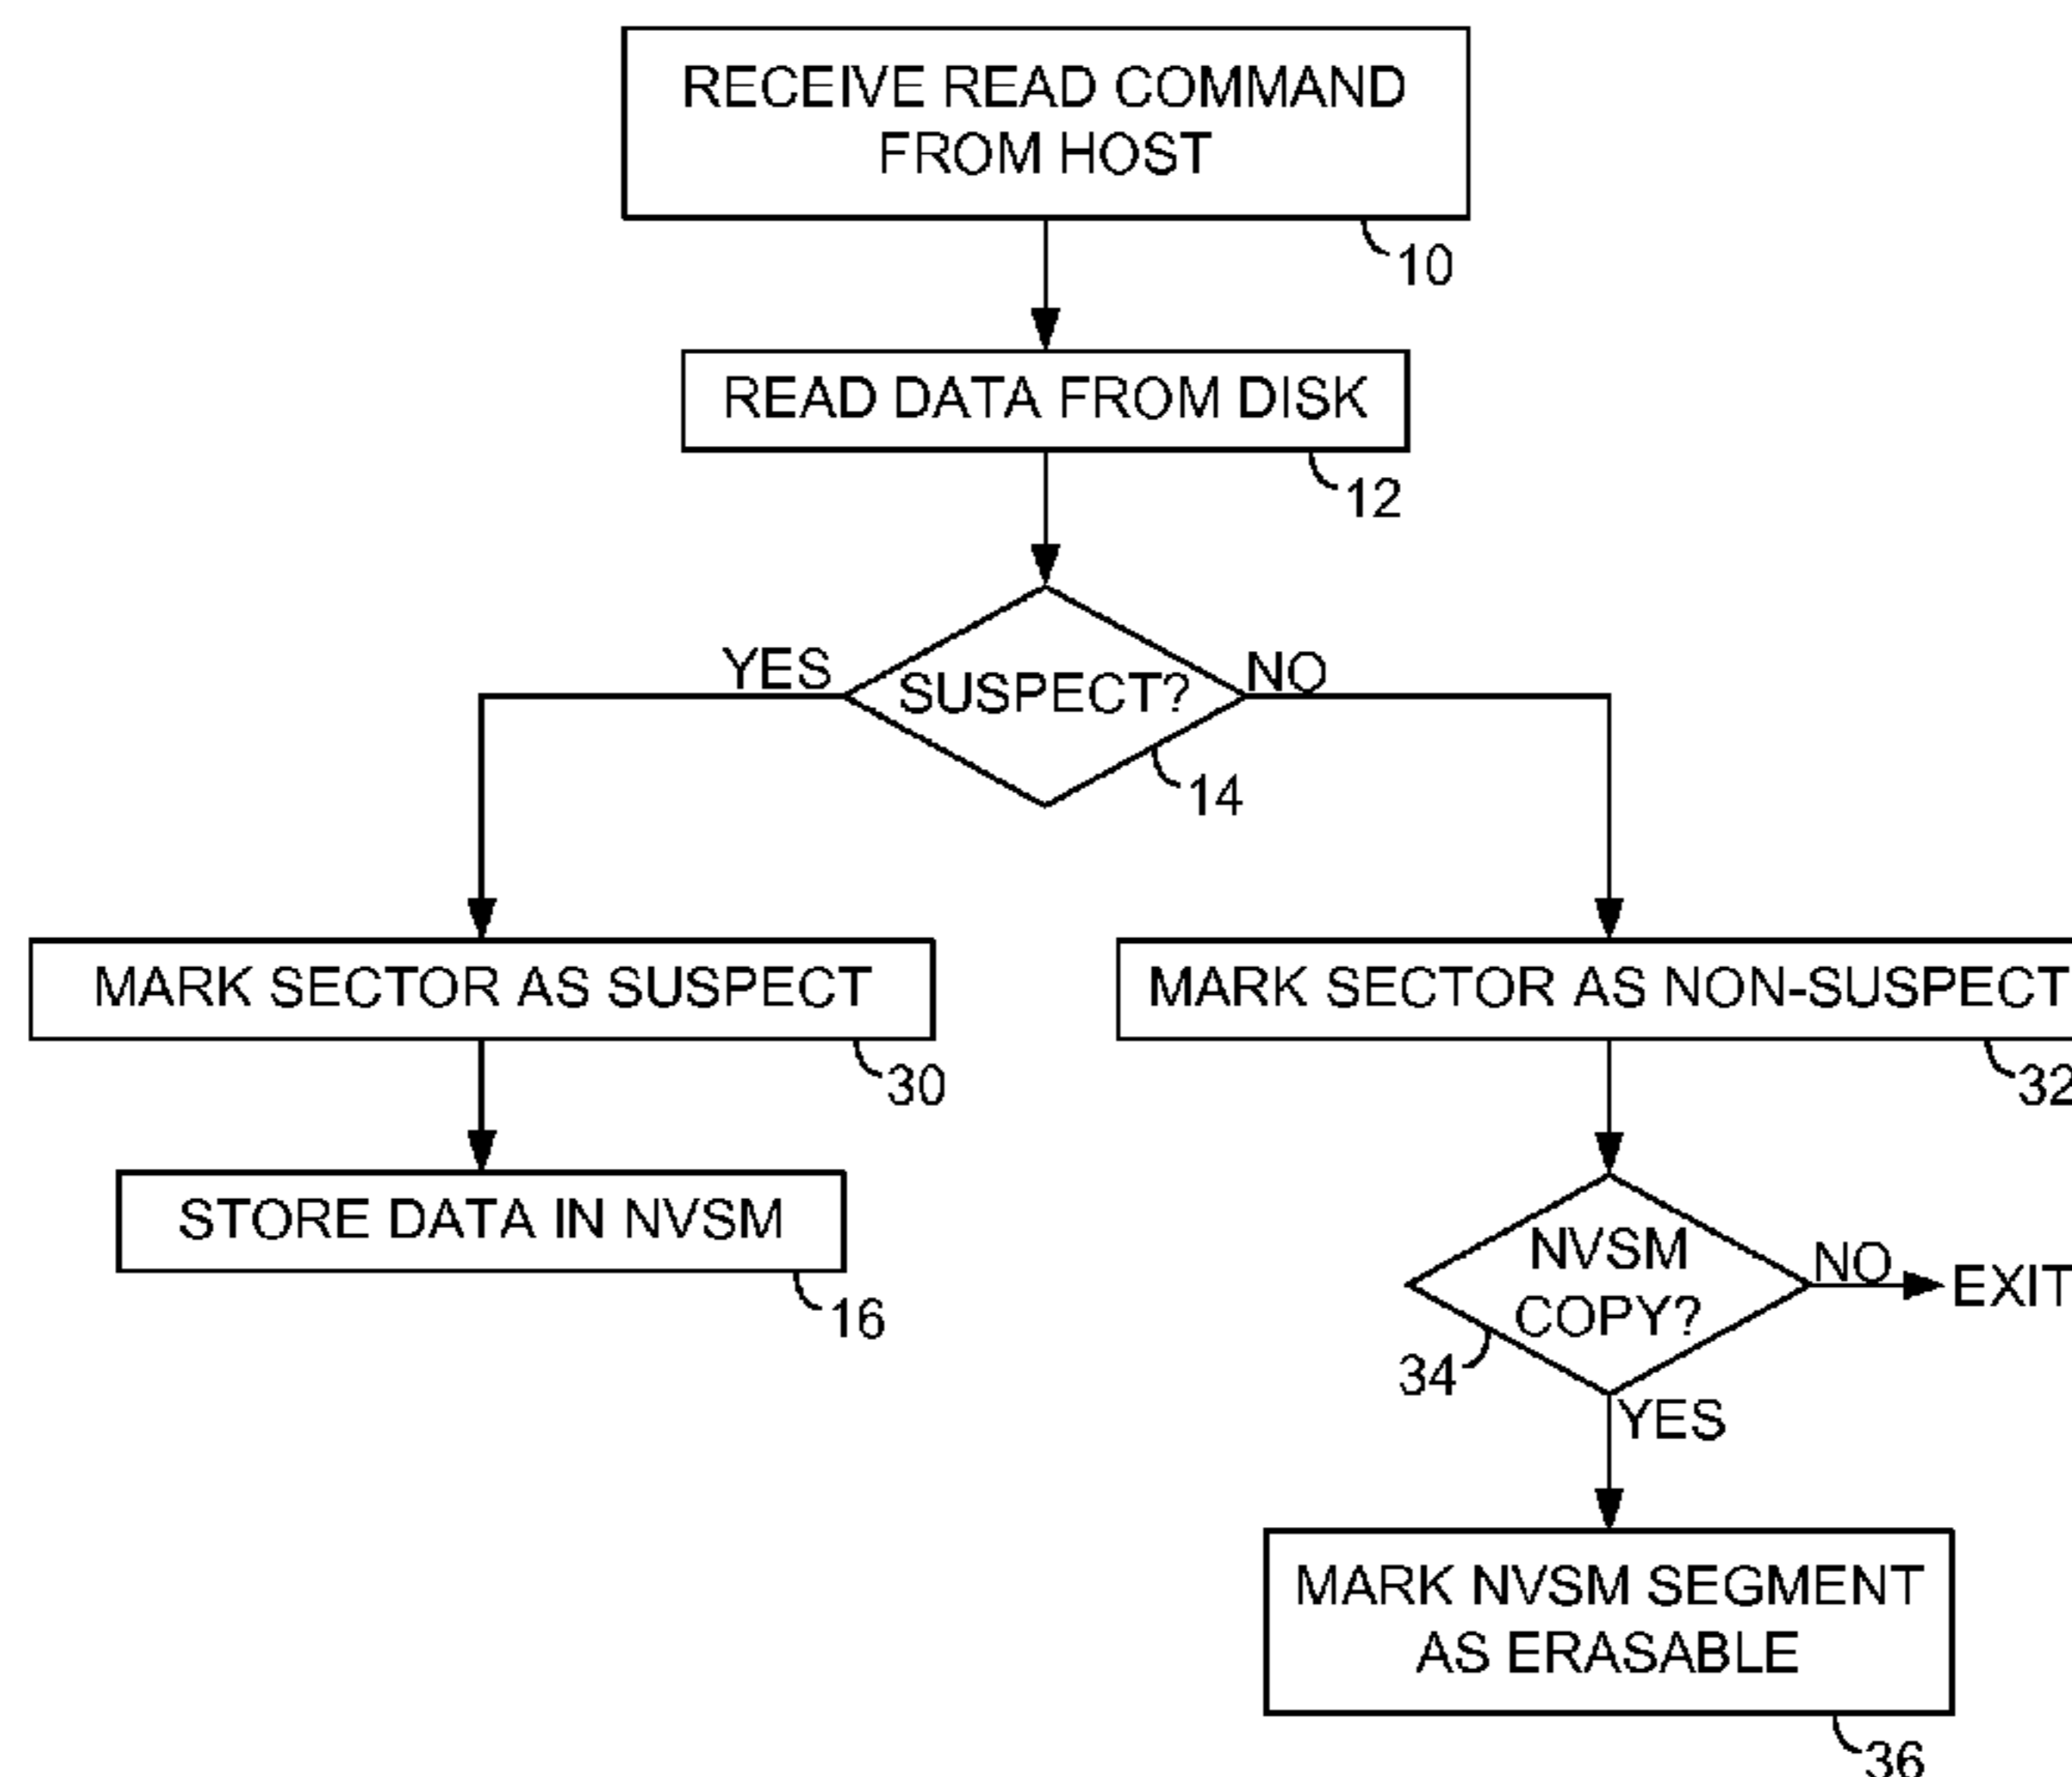 RECEIVE READ COMMAND
FROM HOST
10
READ DATA FROM DISK
12
YES
SUSPECT?
NO
14
MARK SECTOR AS SUSPECT
30
MARK SECTOR AS NON-SUSPECT
32
STORE DATA IN NVSM
16
NVSM
COPY?
NO
EXIT
34
YES
MARK NVSM SEGMENT
AS ERASABLE
36